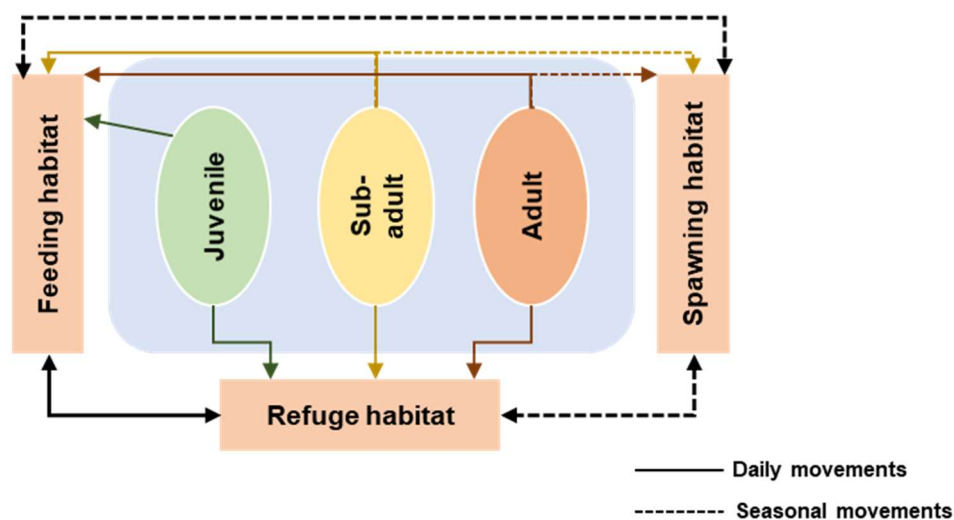 Feeding habitat
Juvenile
Sub-
adult
Adult
Spawning habitat
Refuge habitat
Daily movements
Seasonal movements